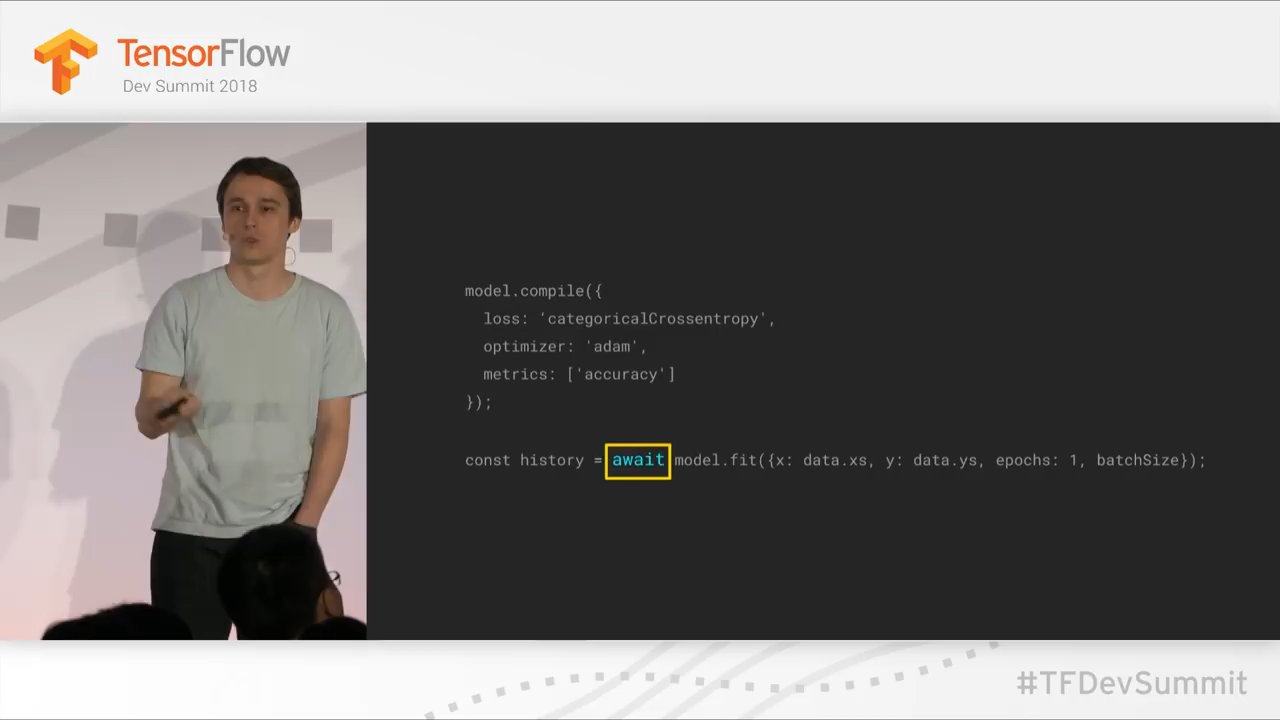 TensorFlow
Dev Summit 2018
model.compile({
loss: 'categoricalCrossentropy',
optimizer: 'adam',
metrics: ['accuracy']
});
const history = await model.fit({x: data.xs, y: data.ys, epochs: 1, batchSize});
#TFDevSummit